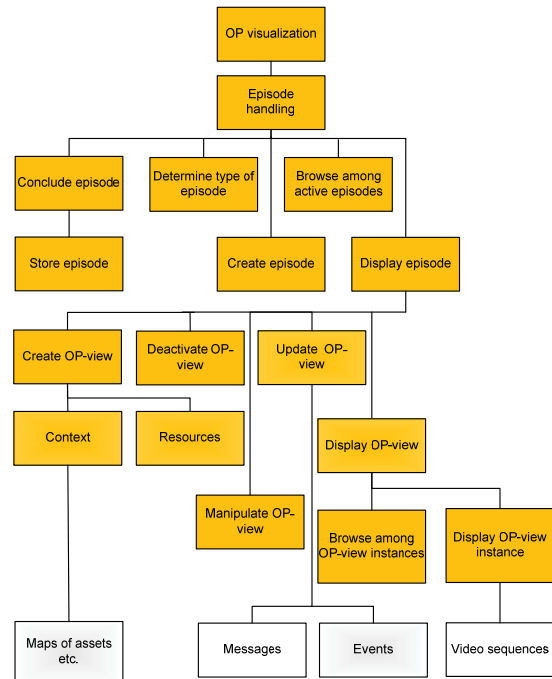 OP visualization
Episode
handling
Conclude episode
Determine type of
episode
Browse among
active episodes
Store episode
Create episode
Display episode
Create OP-view
Deactivate OP-
view
Update OP-
view
Context
Resources
Display OP-view
Manipulate OP-
view
Browse among
OP-view instances
Display OP-view
instance
Maps of assets
etc.
Messages
Events
Video sequences